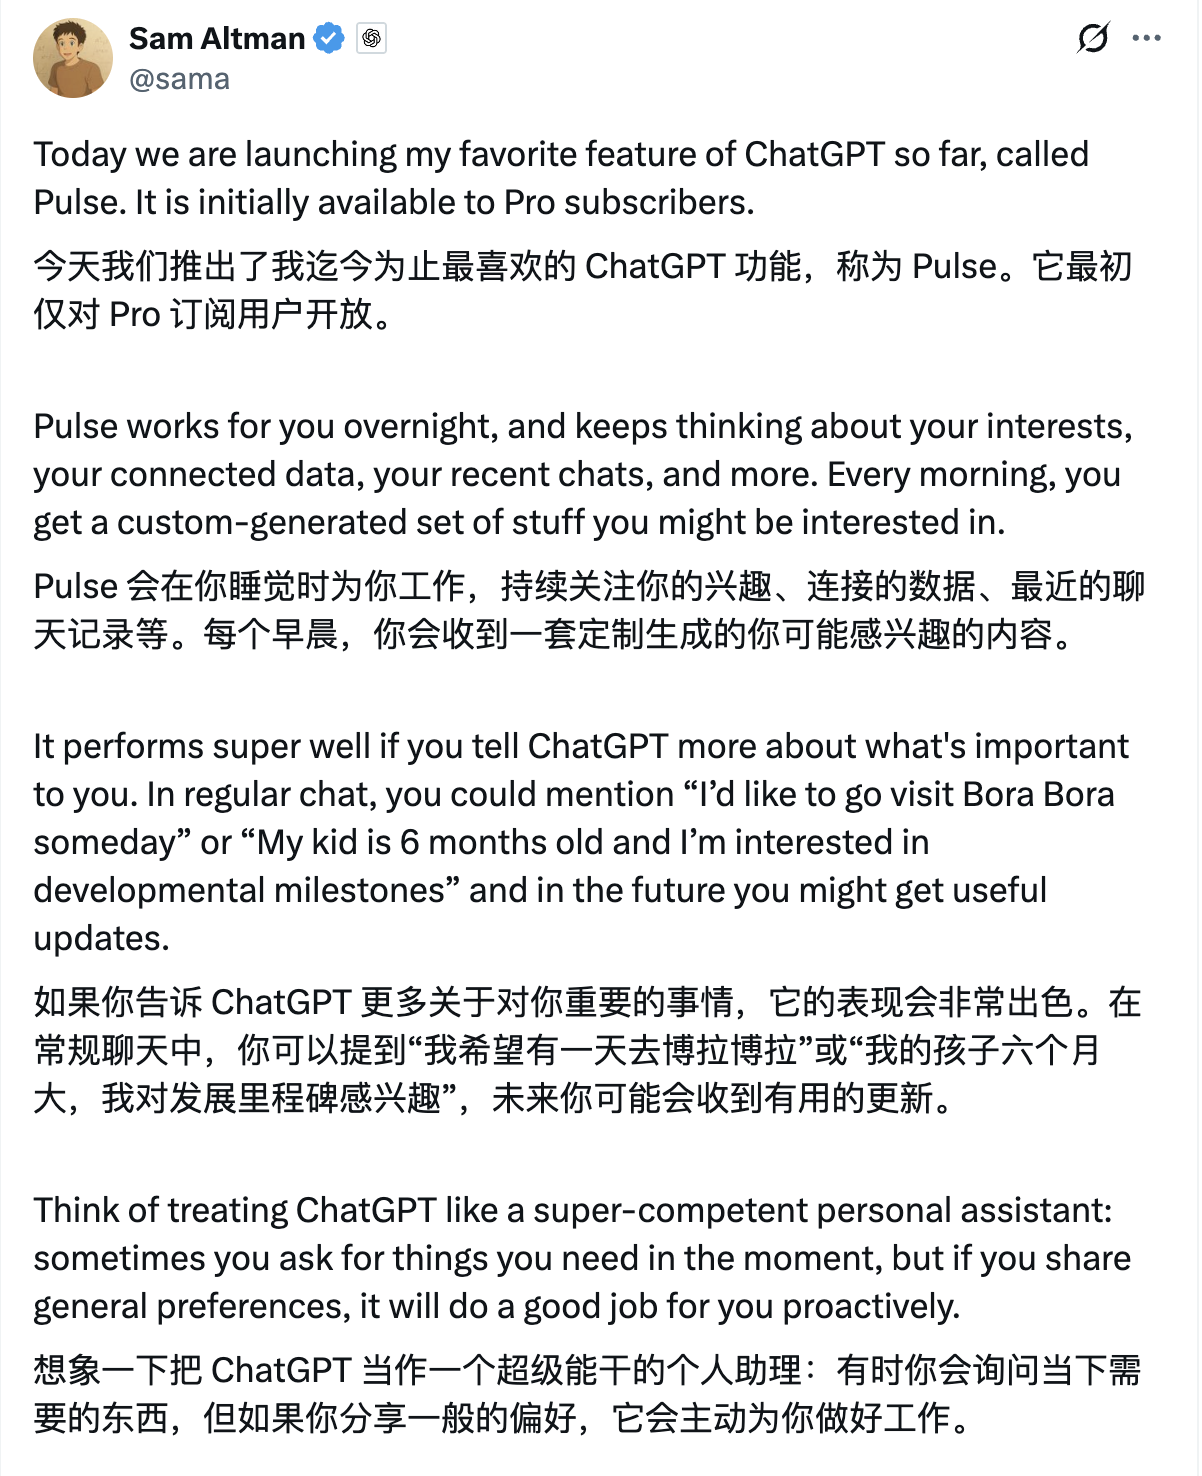 Sam Altman
@sama
Today we are launching my favorite feature of ChatGPT so far, called
Pulse. It is initially available to Pro subscribers.
今天我们推出了我迄今为止最喜欢的 ChatGPT 功能，称为 Pulse。它最初
仅对 Pro 订阅用户开放。
Pulse works for you overnight, and keeps thinking about your interests,
your connected data, your recent chats, and more. Every morning, you
get a custom-generated set of stuff you might be interested in.
Pulse 会在你睡觉时为你工作，持续关注你的兴趣、连接的数据、最近的聊
天记录等。每个早晨，你会收到一套定制生成的你可能感兴趣的内容。
It performs super well if you tell ChatGPT more about what's important
to you. In regular chat, you could mention “I’d like to go visit Bora Bora
someday” or “My kid is 6 months old and I’m interested in
developmental milestones” and in the future you might get useful
updates.
如果你告诉 ChatGPT 更多关于对你重要的事情，它的表现会非常出色。在
常规聊天中，你可以提到“我希望有一天去博拉博拉”或“我的孩子六个月
大，我对发展里程碑感兴趣”，未来你可能会收到有用的更新。
Think of treating ChatGPT like a super-competent personal assistant:
sometimes you ask for things you need in the moment, but if you share
general preferences, it will do a good job for you proactively.
想象一下把 ChatGPT 当作一个超级能干的个人助理：有时你会询问当下需
要的东西，但如果你分享一般的偏好，它会主动为你做好工作。